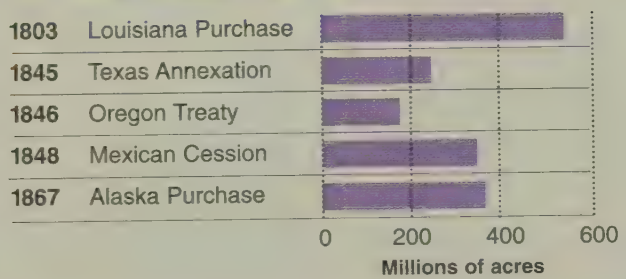 1803 Louisiana Purchase
1845 Texas Annexation
1846 Oregon Treaty
1848 Mexican Cession
1867 Alaska Purchase
0 200 400 600
Millions of acres